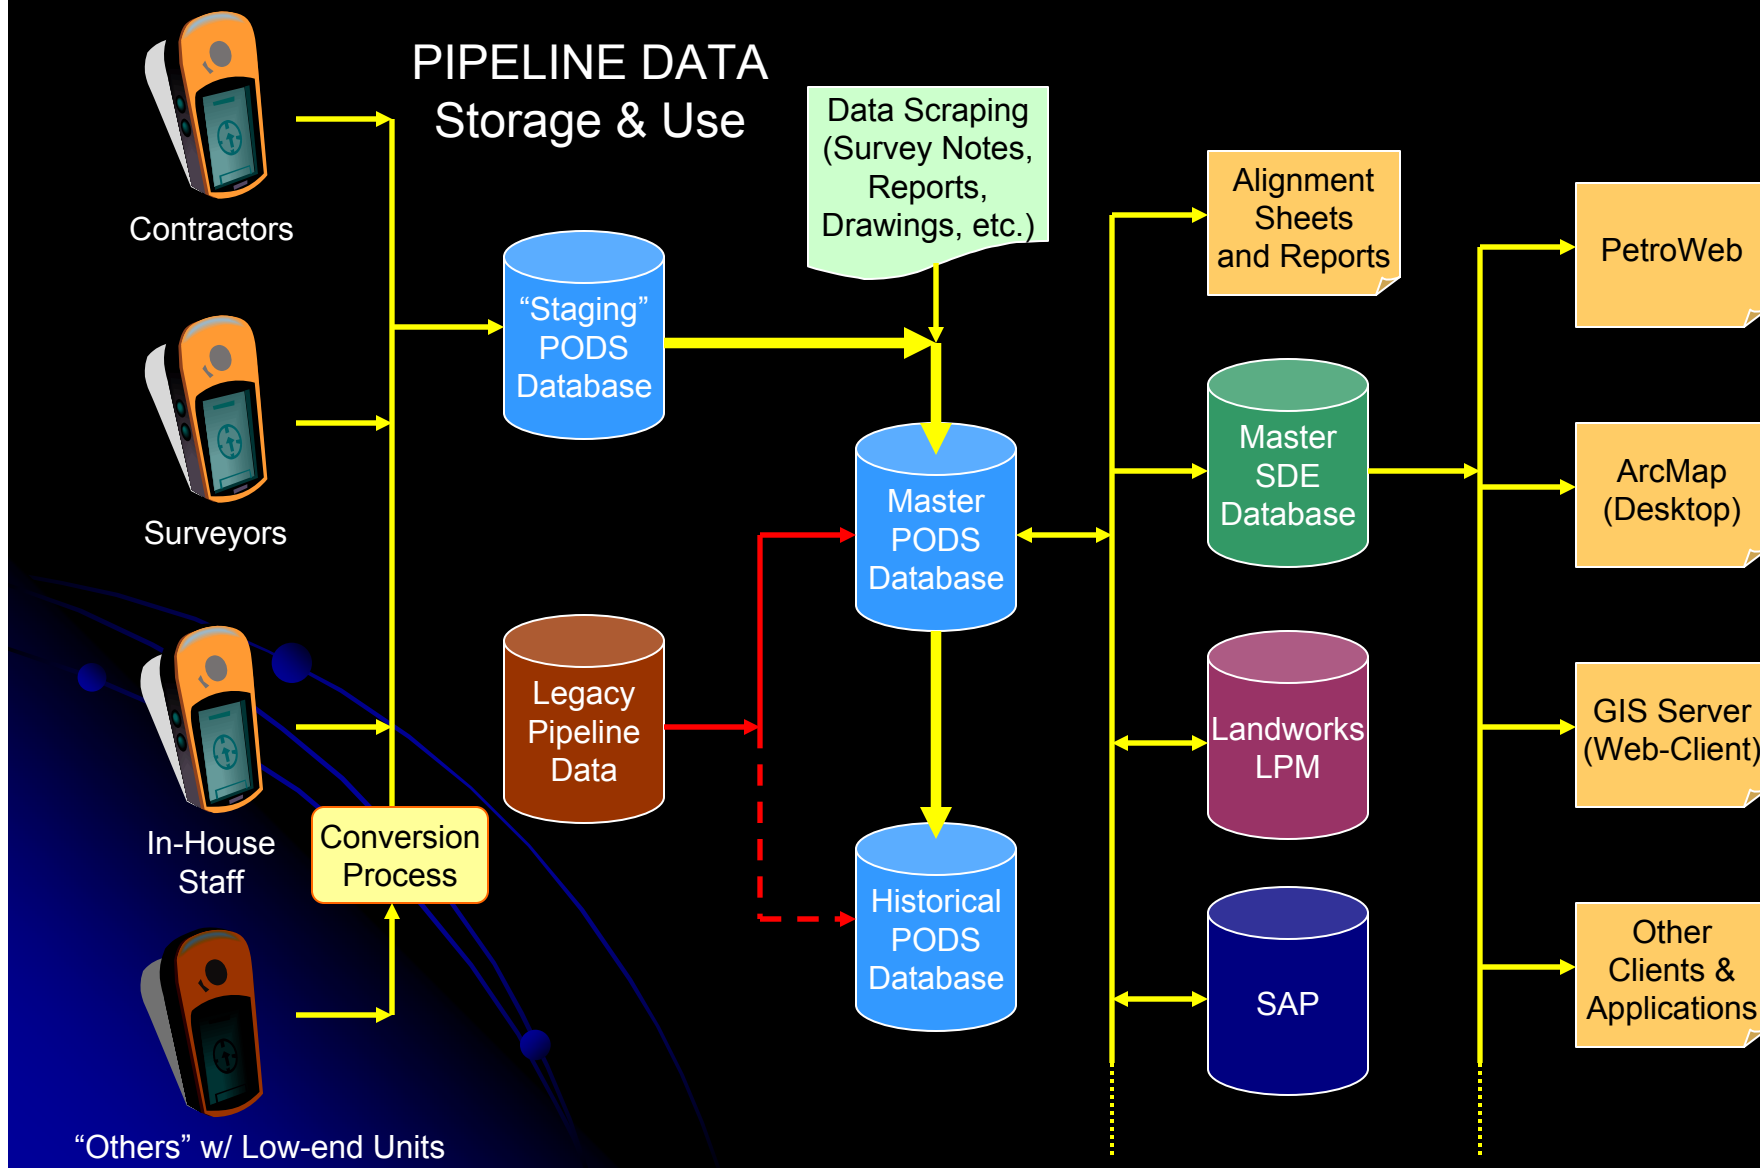 PIPELINE DATA
Storage & Use
Contractors
Surveyors
In-House
Staff
“Others” w/ Low-end Units
Conversion
Process
“Staging”
PODS
Database
Legacy
Pipeline
Data
Data Scraping
(Survey Notes,
Reports,
Drawings, etc.)
Master
PODS
Database
Historical
PODS
Database
Alignment
Sheets
and Reports
Master
SDE
Database
Landworks
LPM
SAP
PetroWeb
ArcMap
(Desktop)
GIS Server
(Web-Client)
Other
Clients &
Applications